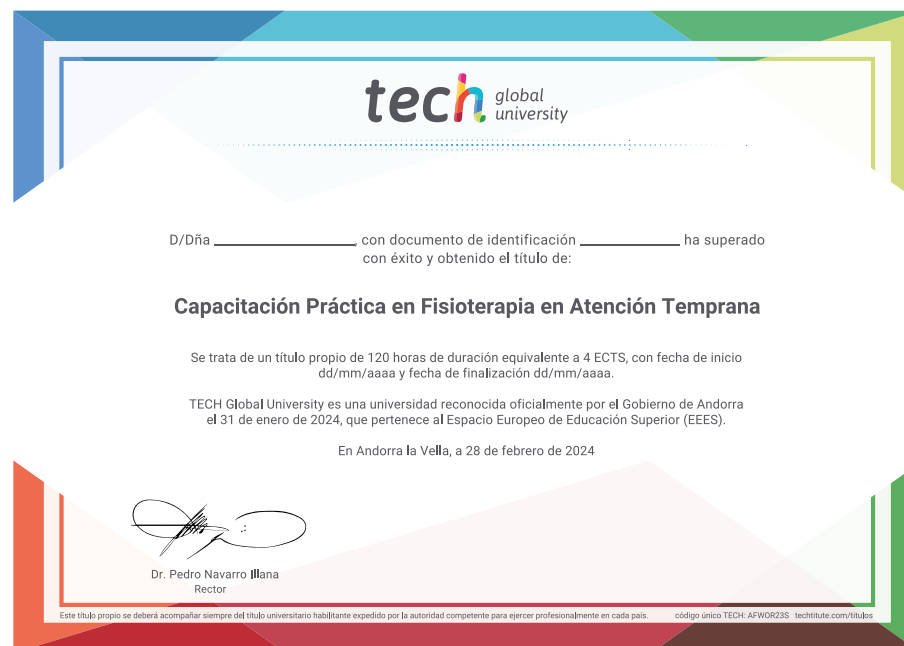 tech global university
D/Dña ____________, con documento de identificación ____________ ha superado
con éxito y obtenido el título de:
Capacitación Práctica en Fisioterapia en Atención Temprana
Se trata de un título propio de 120 horas de duración equivalente a 4 ECTS, con fecha de inicio
dd/mm/aaaa y fecha de finalización dd/mm/aaaa.
TECH Global University es una universidad reconocida oficialmente por el Gobierno de Andorra
el 31 de enero de 2024, que pertenece al Espacio Europeo de Educación Superior (EEES).
En Andorra la Vella, a 28 de febrero de 2024
Dr. Pedro Navarro Illana
Rector
Este título propio se deberá acompañar siempre del título universitario habilitante expedido por la autoridad competente para ejercer profesionalmente en cada país. código único TECH: AFWOR23S techtitute.com/titulos